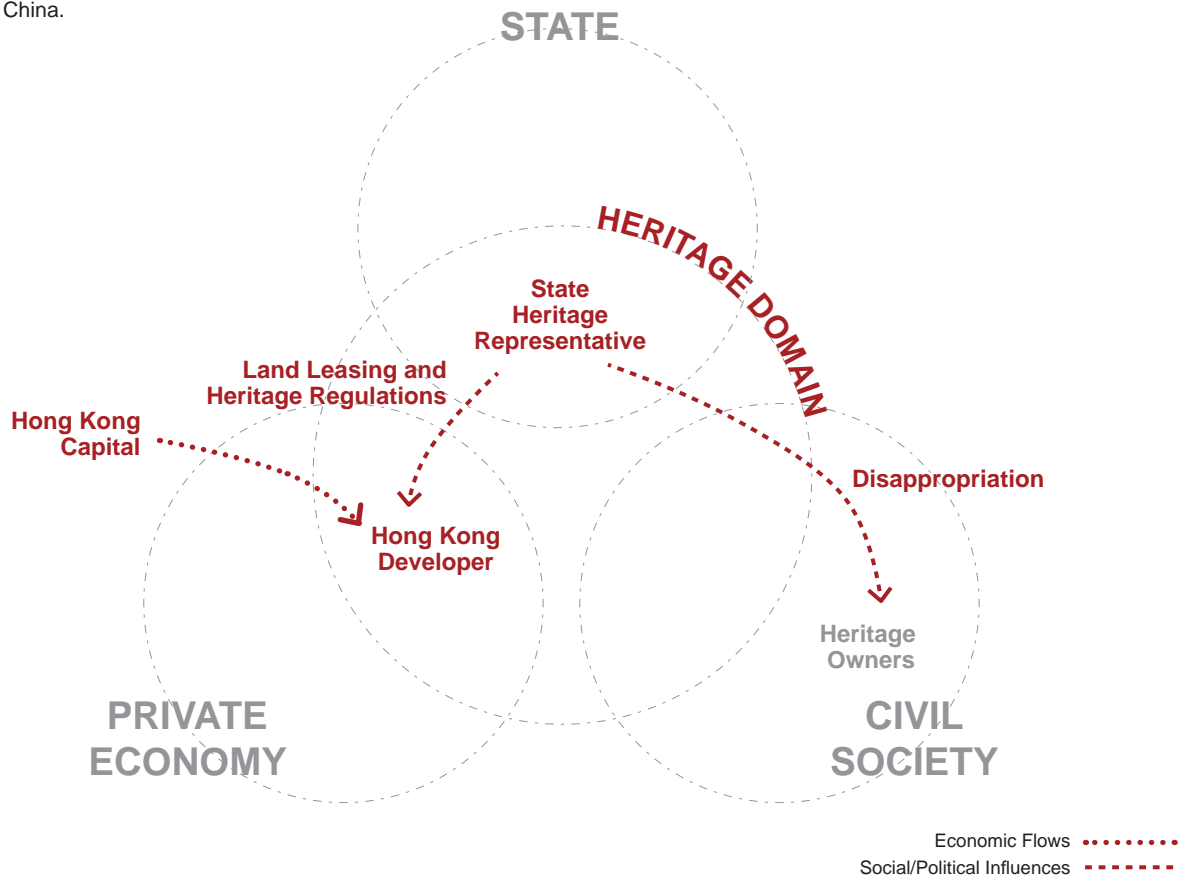 China.
STATE
HERITAGE DOMAIN
State
Heritage
Representative
Land Leasing and
Heritage Regulations
Hong Kong
Capital
Disappropriation
Hong Kong
Developer
Heritage
Owners
PRIVATE
ECONOMY
CIVIL
SOCIETY
Economic Flows
Social/Political Influences